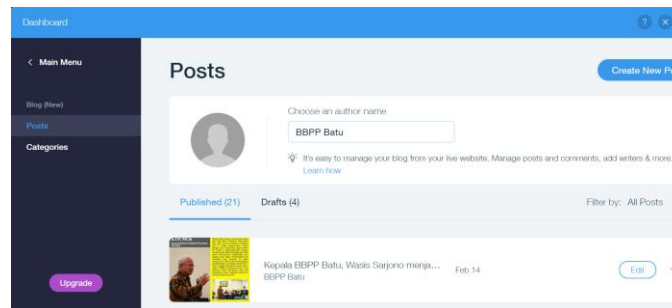 Dashboard
?
Main Menu
Posts
Create New P
Blog (New)
Posts
Categories
Choose an author name
BBPP Batu
It's easy to manage your blog from your live website. Manage posts and comments, add writers & more.
Learn how
Published (21)
Drafts (4)
Filter by: All Posts
Kepala BBPP Batu, Wasis Sarjono menja...
BBPP Batu
Feb 14
Edit
Upgrade